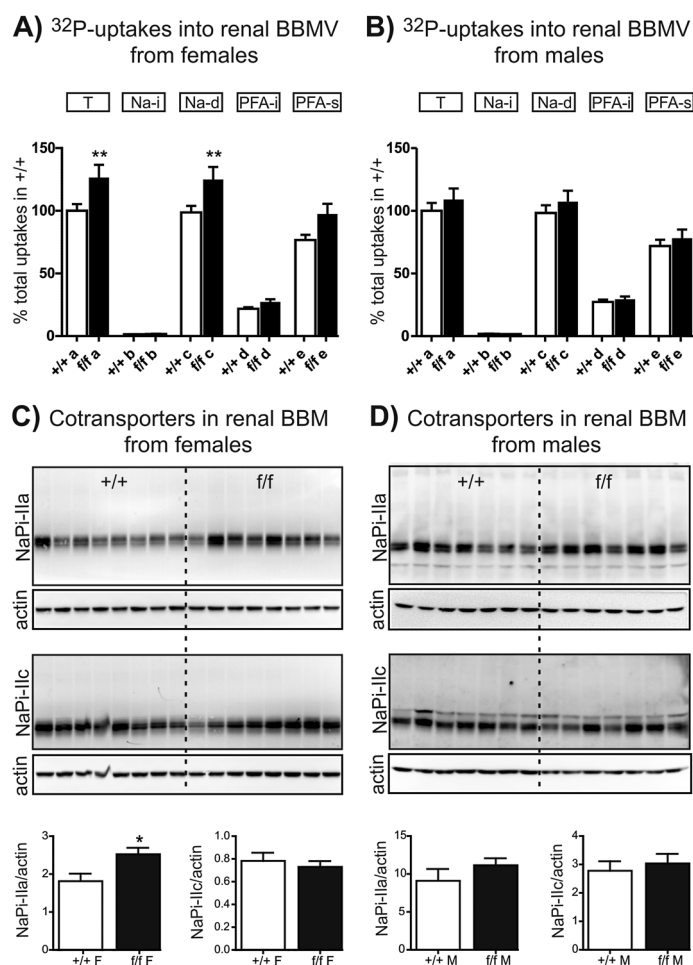 A) 32P-uptakes into renal BBMV
from females
T Na-i Na-d PFA-i PFA-s
% total uptakes in +/+
150
100
50
0
** **
+/+ a f/f a +/+ b f/f b +/+ c f/f c +/+ d f/f d +/+ e f/f e
B) 32P-uptakes into renal BBMV
from males
T Na-i Na-d PFA-i PFA-s
% total uptakes in +/+
150
100
50
0
+/+ a f/f a +/+ b f/f b +/+ c f/f c +/+ d f/f d +/+ e f/f e
C) Cotransporters in renal BBM
from females
+/+ f/f
NaPi-IIa
actin
NaPi-IIc
actin
NaPi-IIa/actin
3
2
1
0
*
+/+ F f/f F
NaPi-IIc/actin
1.0
0.8
0.6
0.4
0.2
0.0
+/+ F f/f F
D) Cotransporters in renal BBM
from males
+/+ f/f
NaPi-IIa
actin
NaPi-IIc
actin
NaPi-IIa/actin
15
10
5
0
+/+ M f/f M
NaPi-IIc/actin
4
3
2
1
0
+/+ M f/f M